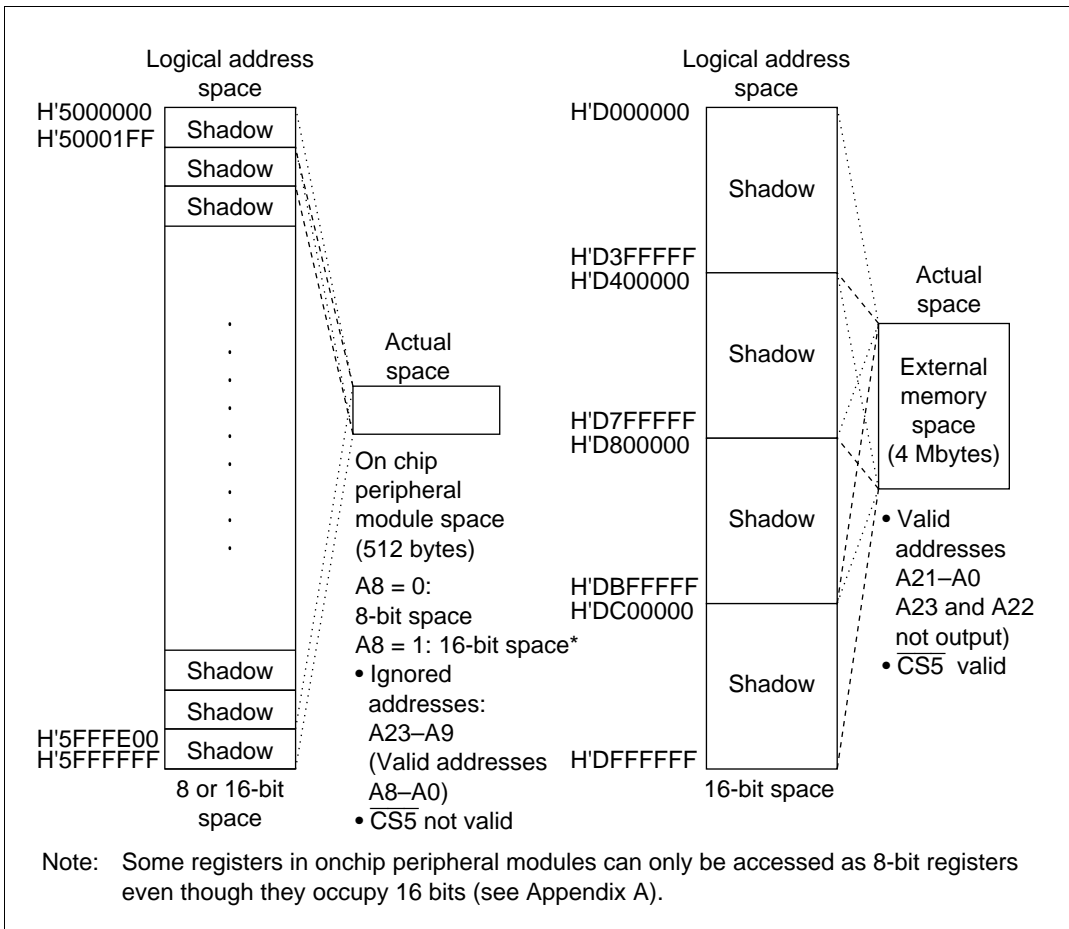 Logical address
space
H'5000000
H'50001FF
Shadow
Shadow
Shadow
Actual
space
On chip
peripheral
module space
(512 bytes)
A8 = 0:
8-bit space
A8 = 1: 16-bit space*
• Ignored
addresses:
A23–A9
(Valid addresses
A8–A0)
• CS5 not valid
Shadow
Shadow
H'5FFFE00
H'5FFFFFF
Shadow
8 or 16-bit
space
Logical address
space
H'D000000
Shadow
H'D3FFFFF
H'D400000
Shadow
H'D7FFFFF
H'D800000
Shadow
H'DBFFFFF
H'DC00000
Shadow
H'DFFFFFF
16-bit space
Actual
space
External
memory
space
(4 Mbytes)
• Valid
addresses
A21–A0
A23 and A22
not output)
• CS5 valid
Note: Some registers in onchip peripheral modules can only be accessed as 8-bit registers
even though they occupy 16 bits (see Appendix A).